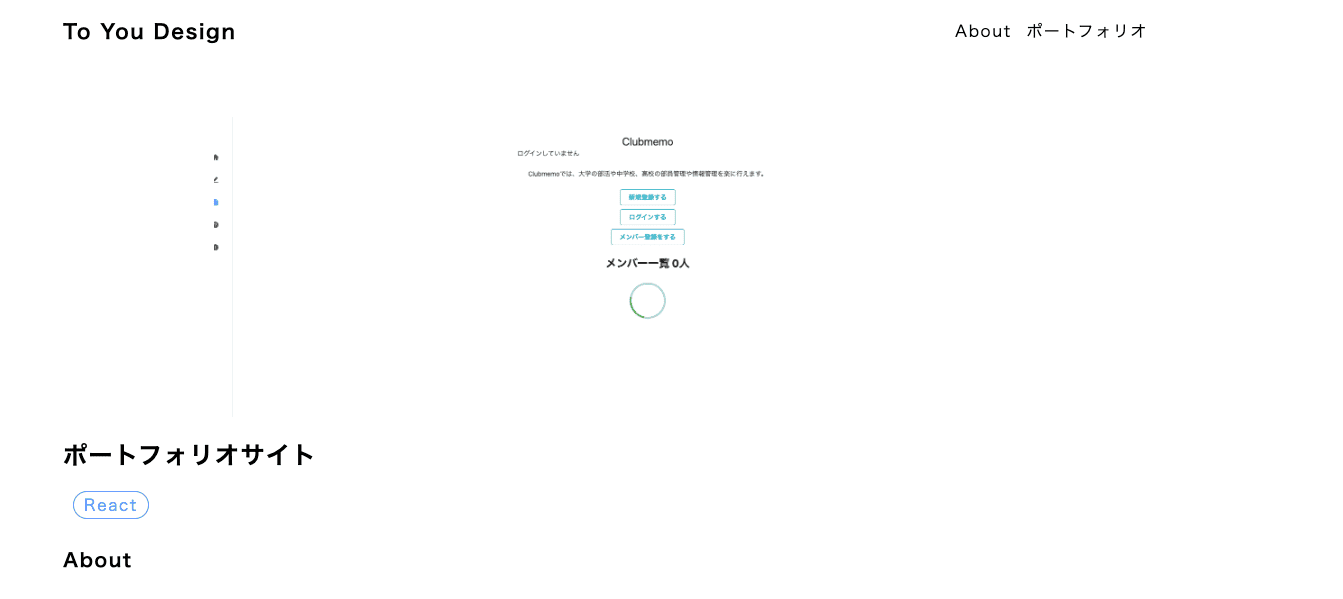 To You Design
About ポートフォリオ
Clubmemo
ログインしていません
Clubmemoでは、大学の部活や中学校、高校の部員管理や情報管理を楽に行えます。
新規登録する
ログインする
メンバー登録をする
メンバー一覧 0人
ポートフォリオサイト
React
About